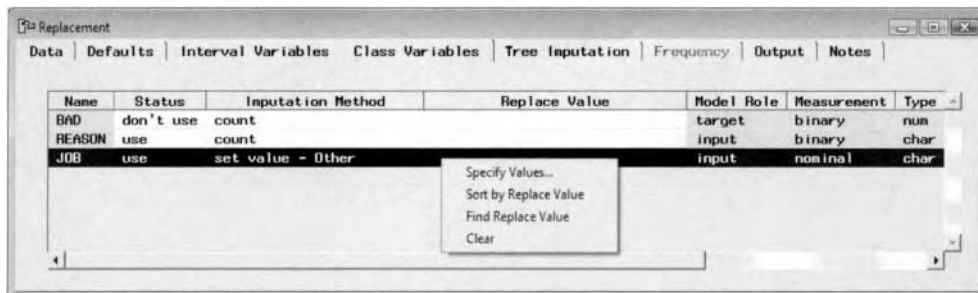 Replacement
Data Defaults Interval Variables Class Variables Tree Imputation Frequency Output Notes
Name Status Imputation Method Replace Value Model Role Measurement Type
BAD don't use count target binary num
REASON use count input binary char
JOB use set value - Other input nominal char
Specify Values...
Sort by Replace Value
Find Replace Value
Clear